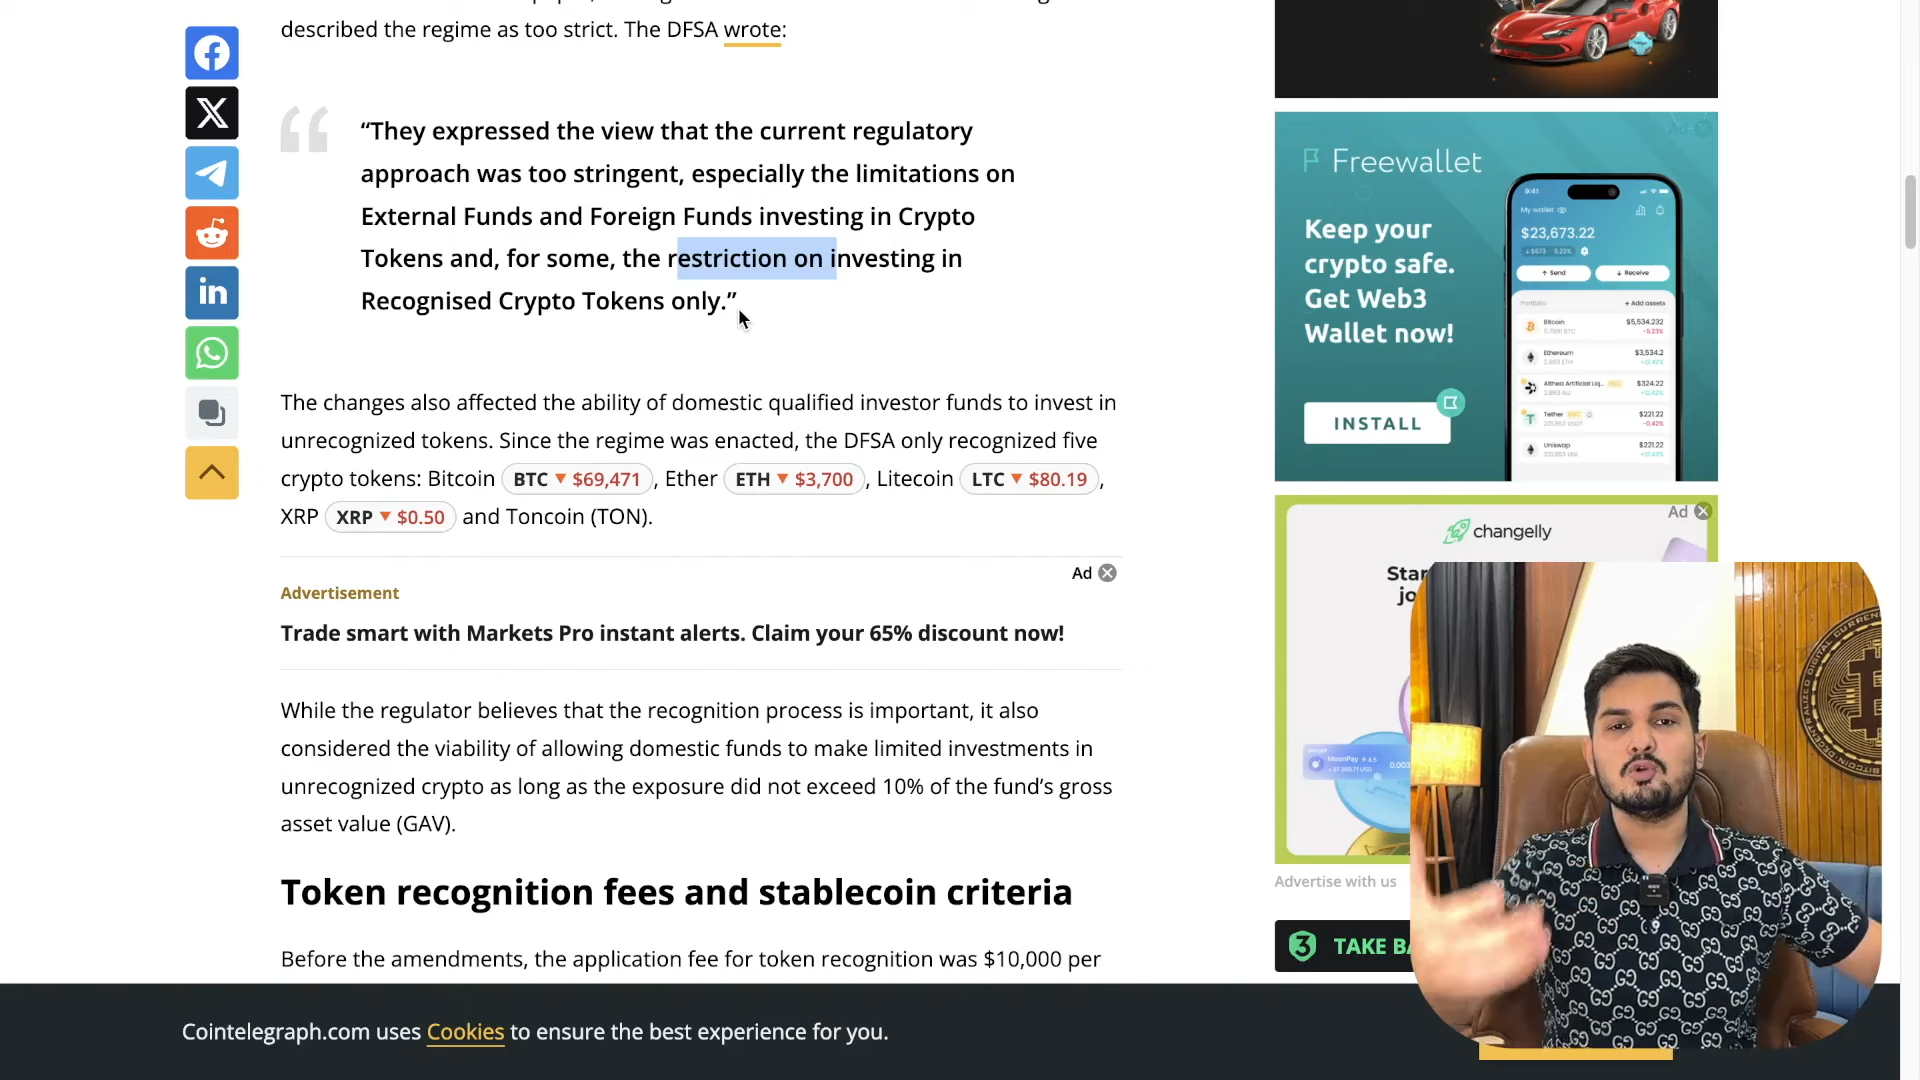 described the regime as too strict. The DFSA wrote:
“They expressed the view that the current regulatory
approach was too stringent, especially the limitations on
External Funds and Foreign Funds investing in Crypto
Tokens and, for some, the restriction on investing in
Recognised Crypto Tokens only.”
The changes also affected the ability of domestic qualified investor funds to invest in
unrecognized tokens. Since the regime was enacted, the DFSA only recognized five
crypto tokens: Bitcoin BTC ▼ $69,471 , Ether ETH ▼ $3,700 , Litecoin LTC ▼ $80.19 ,
XRP XRP ▼ $0.50 and Toncoin (TON).
Ad
Advertisement
Trade smart with Markets Pro instant alerts. Claim your 65% discount now!
While the regulator believes that the recognition process is important, it also
considered the viability of allowing domestic funds to make limited investments in
unrecognized crypto as long as the exposure did not exceed 10% of the fund’s gross
asset value (GAV).
Token recognition fees and stablecoin criteria
Before the amendments, the application fee for token recognition was $10,000 per
Ad
Freewallet
Keep your
crypto safe.
Get Web3
Wallet now!
INSTALL
9:41
My wallet
$23,673.22
Send
Receive
Portfolio
+ Add assets
Bitcoin
$5,534.232
Ethereum
$3,534.2
$324.22
Tether
$221.22
Uniswap
$221.22
Ad
changelly
Star
jo
MoonPay
0.003
Advertise with us
TAKE BA
Cointelegraph.com uses Cookies to ensure the best experience for you.